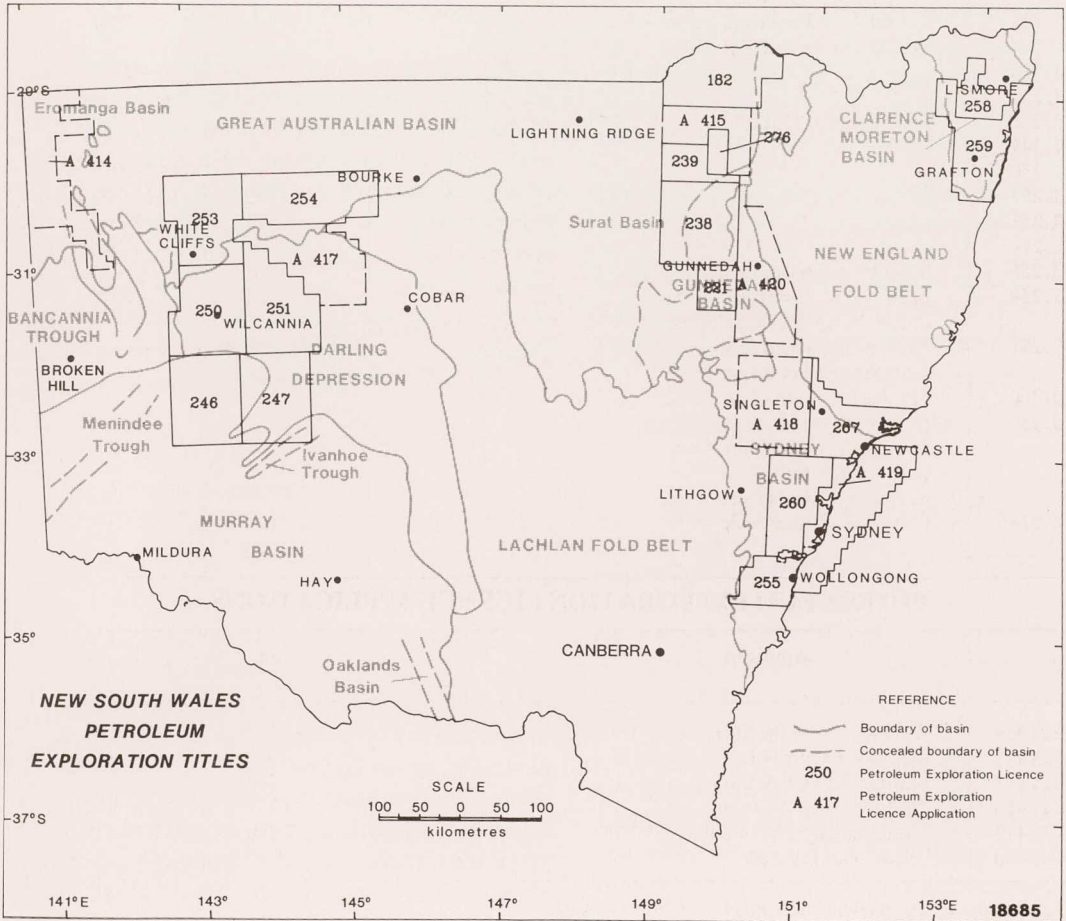 29°S
31°S
33°S
35°S
37°S
141°E
143°E
145°E
147°E
149°E
151°E
153°E
Eromanga Basin
A 414
GREAT AUSTRALIAN BASIN
LIGHTNING RIDGE
BOURKE
254
253
WHITE
CLIFFS
A 417
COBAR
250
251
WILCANNIA
BANCANNIA
TROUGH
BROKEN
HILL
DARLING
DEPRESSION
246
247
Menindee
Trough
Ivanhoe
Trough
MURRAY
BASIN
MILDURA
HAY
Oaklands
Basin
182
A 415
276
239
Surat Basin
238
GUNNEDAH
GUNNEDAH
BASIN
A 420
CLARENCE
MORETON
BASIN
LISMORE
258
259
GRAFTON
NEW ENGLAND
FOLD BELT
SINGLETON
A 418
267
SYDNEY
BASIN
NEWCASTLE
A 419
LITHGOW
260
SYDNEY
LACHLAN FOLD BELT
255
WOLLONGONG
CANBERRA
NEW SOUTH WALES
PETROLEUM
EXPLORATION TITLES
SCALE
100 50 0 50 100
kilometres
REFERENCE
Boundary of basin
Concealed boundary of basin
250 Petroleum Exploration Licence
A 417 Petroleum Exploration
Licence Application
18685